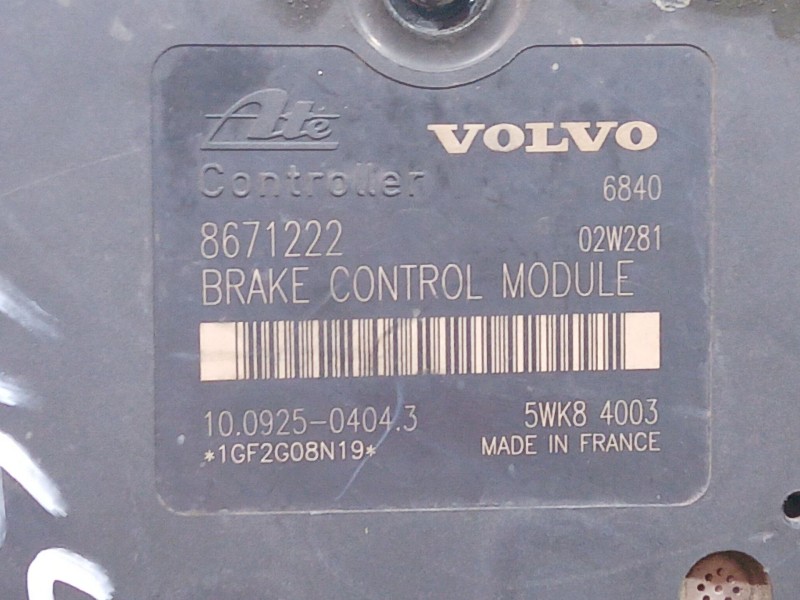 Ate VOLVO
Controller 6840
8671222 02W281
BRAKE CONTROL MODULE
10.0925-0404.3 5WK8 4003
*1GF2G08N19* MADE IN FRANCE